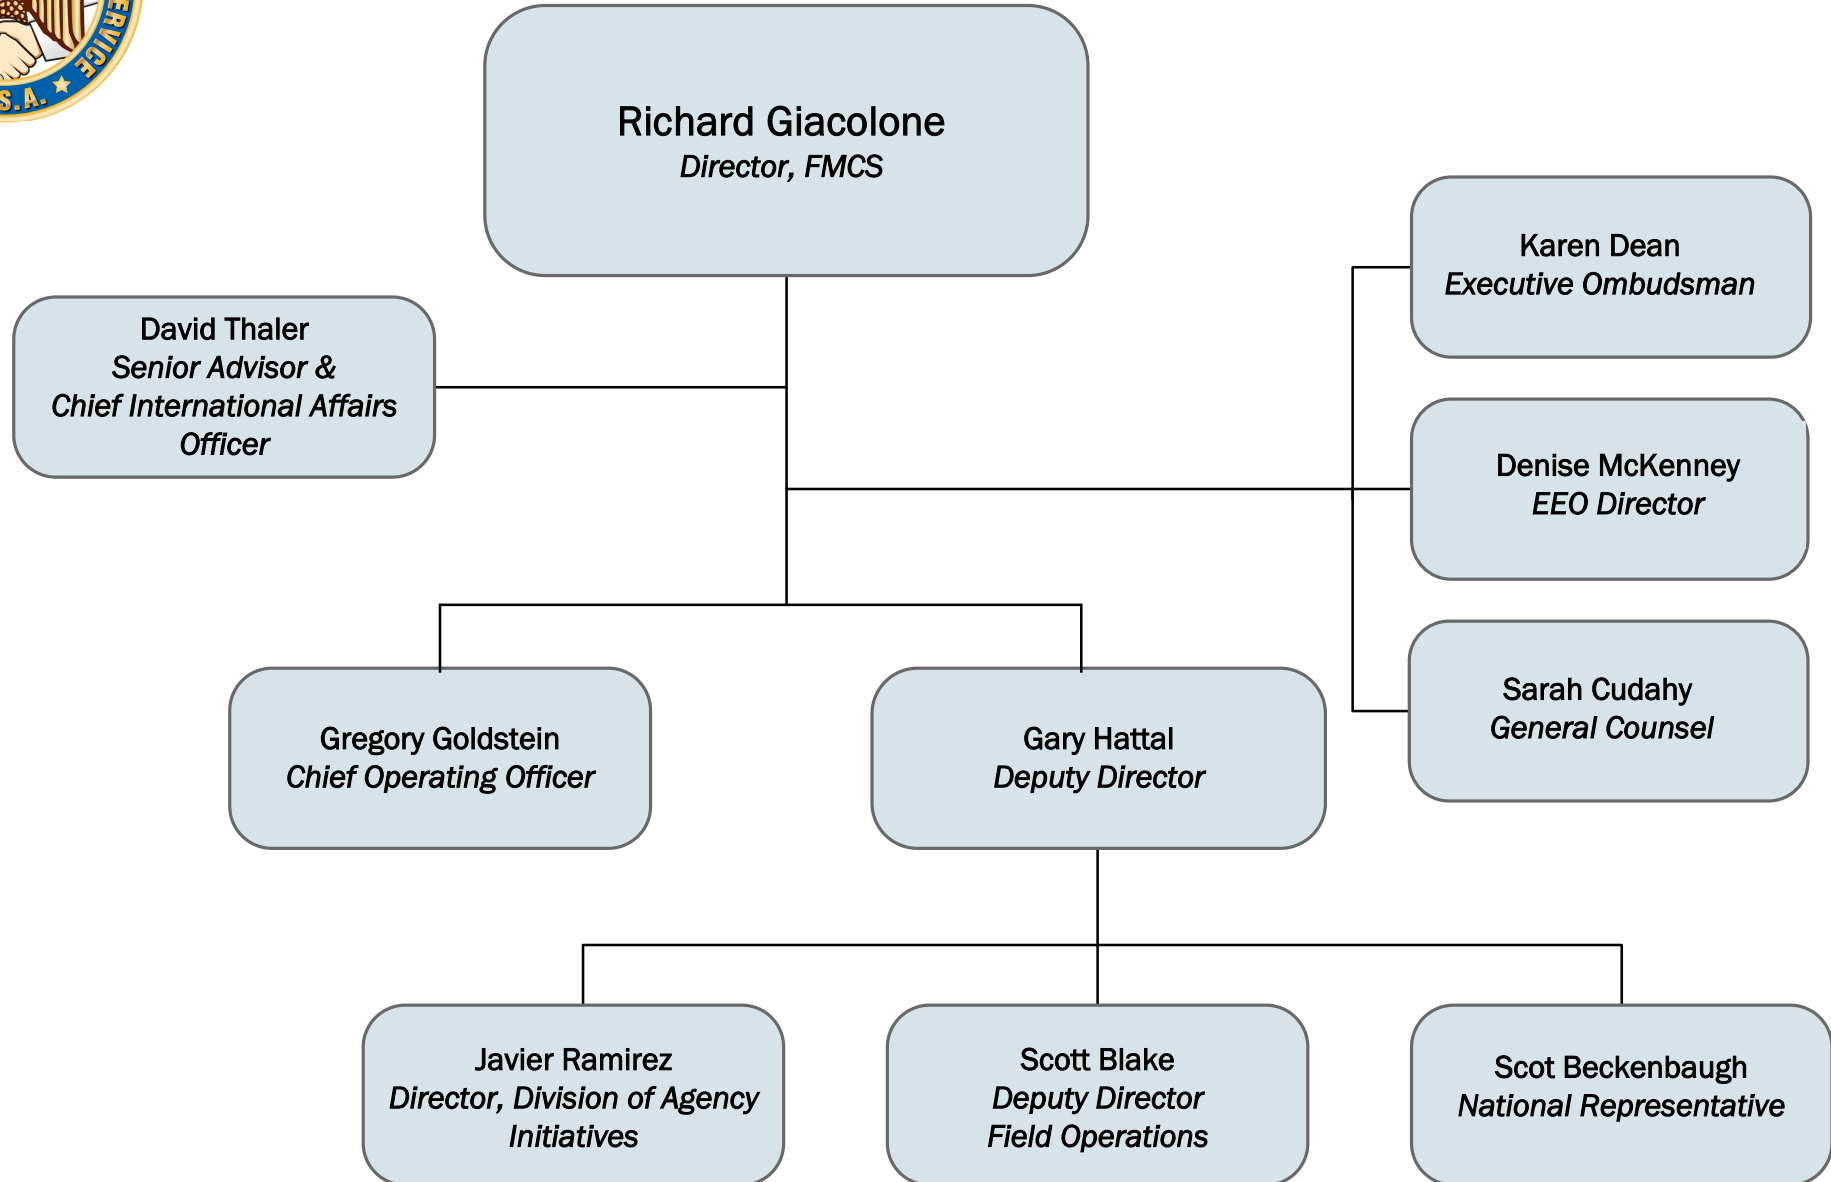 ERVICE
S.A.
Richard Giacolone
Director, FMCS
Karen Dean
Executive Ombudsman
David Thaler
Senior Advisor &
Chief International Affairs
Officer
Denise McKenney
EEO Director
Sarah Cudahy
General Counsel
Gregory Goldstein
Chief Operating Officer
Gary Hattal
Deputy Director
Javier Ramirez
Director, Division of Agency
Initiatives
Scott Blake
Deputy Director
Field Operations
Scot Beckenbaugh
National Representative